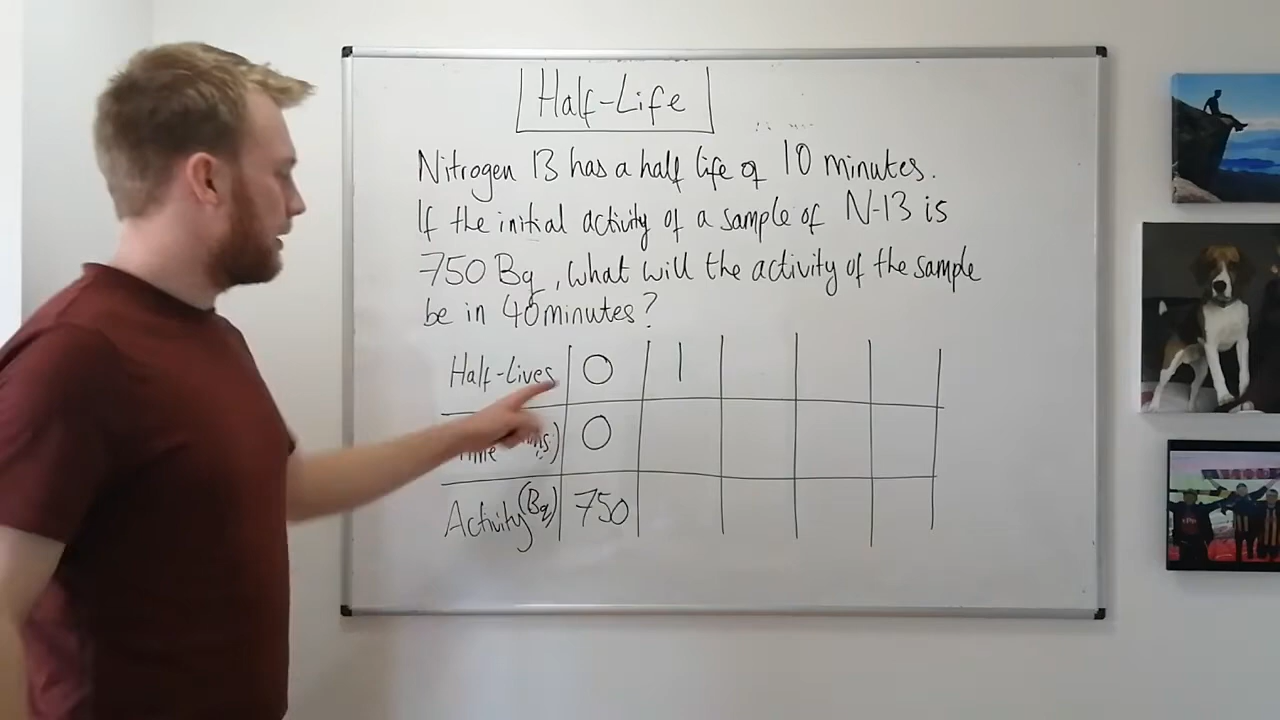 Half-Life
Nitrogen 13 has a half life of 10 minutes.
If the initial activity of a sample of N-13 is
750 Bq, what will the activity of the sample
be in 40 minutes?
Half-Lives 0 1
0
Activity (Bq) 750